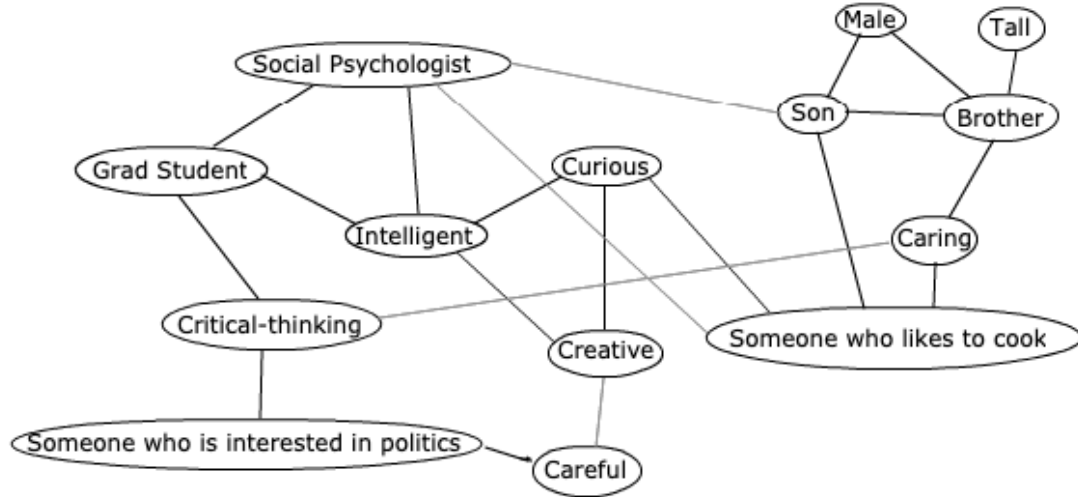 Male
Tall
Social Psychologist
Son
Brother
Grad Student
Curious
Intelligent
Caring
Critical-thinking
Creative
Someone who likes to cook
Someone who is interested in politics
Careful